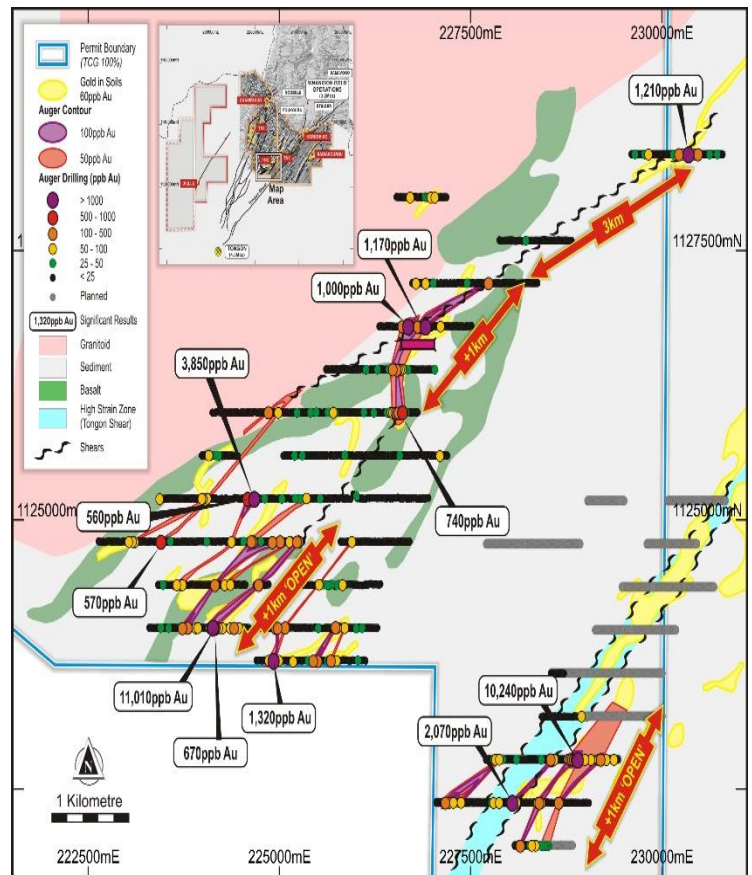 227500mE
230000mE
Permit Boundary
(TCG 100%)
Gold in Soils
60ppb Au
Auger Contour
100ppb Au
50ppb Au
Auger Drilling (ppb Au)
> 1000
500 - 1000
100 - 500
50 - 100
25 - 50
< 25
Planned
1,320ppb Au
Significant Results
Granitoid
Sediment
Basalt
High Strain Zone
(Tongon Shear)
Shears
Map
Area
TONGON
1,210ppb Au
3km
1127500mN
1,170ppb Au
1,000ppb Au
+1km
3,850ppb Au
560ppb Au
740ppb Au
1125000mN
1125000mN
570ppb Au
+1km 'OPEN'
11,010ppb Au
1,320ppb Au
670ppb Au
10,240ppb Au
2,070ppb Au
+1km 'OPEN'
N
1 Kilometre
222500mE
225000mE
227500mE
230000mE